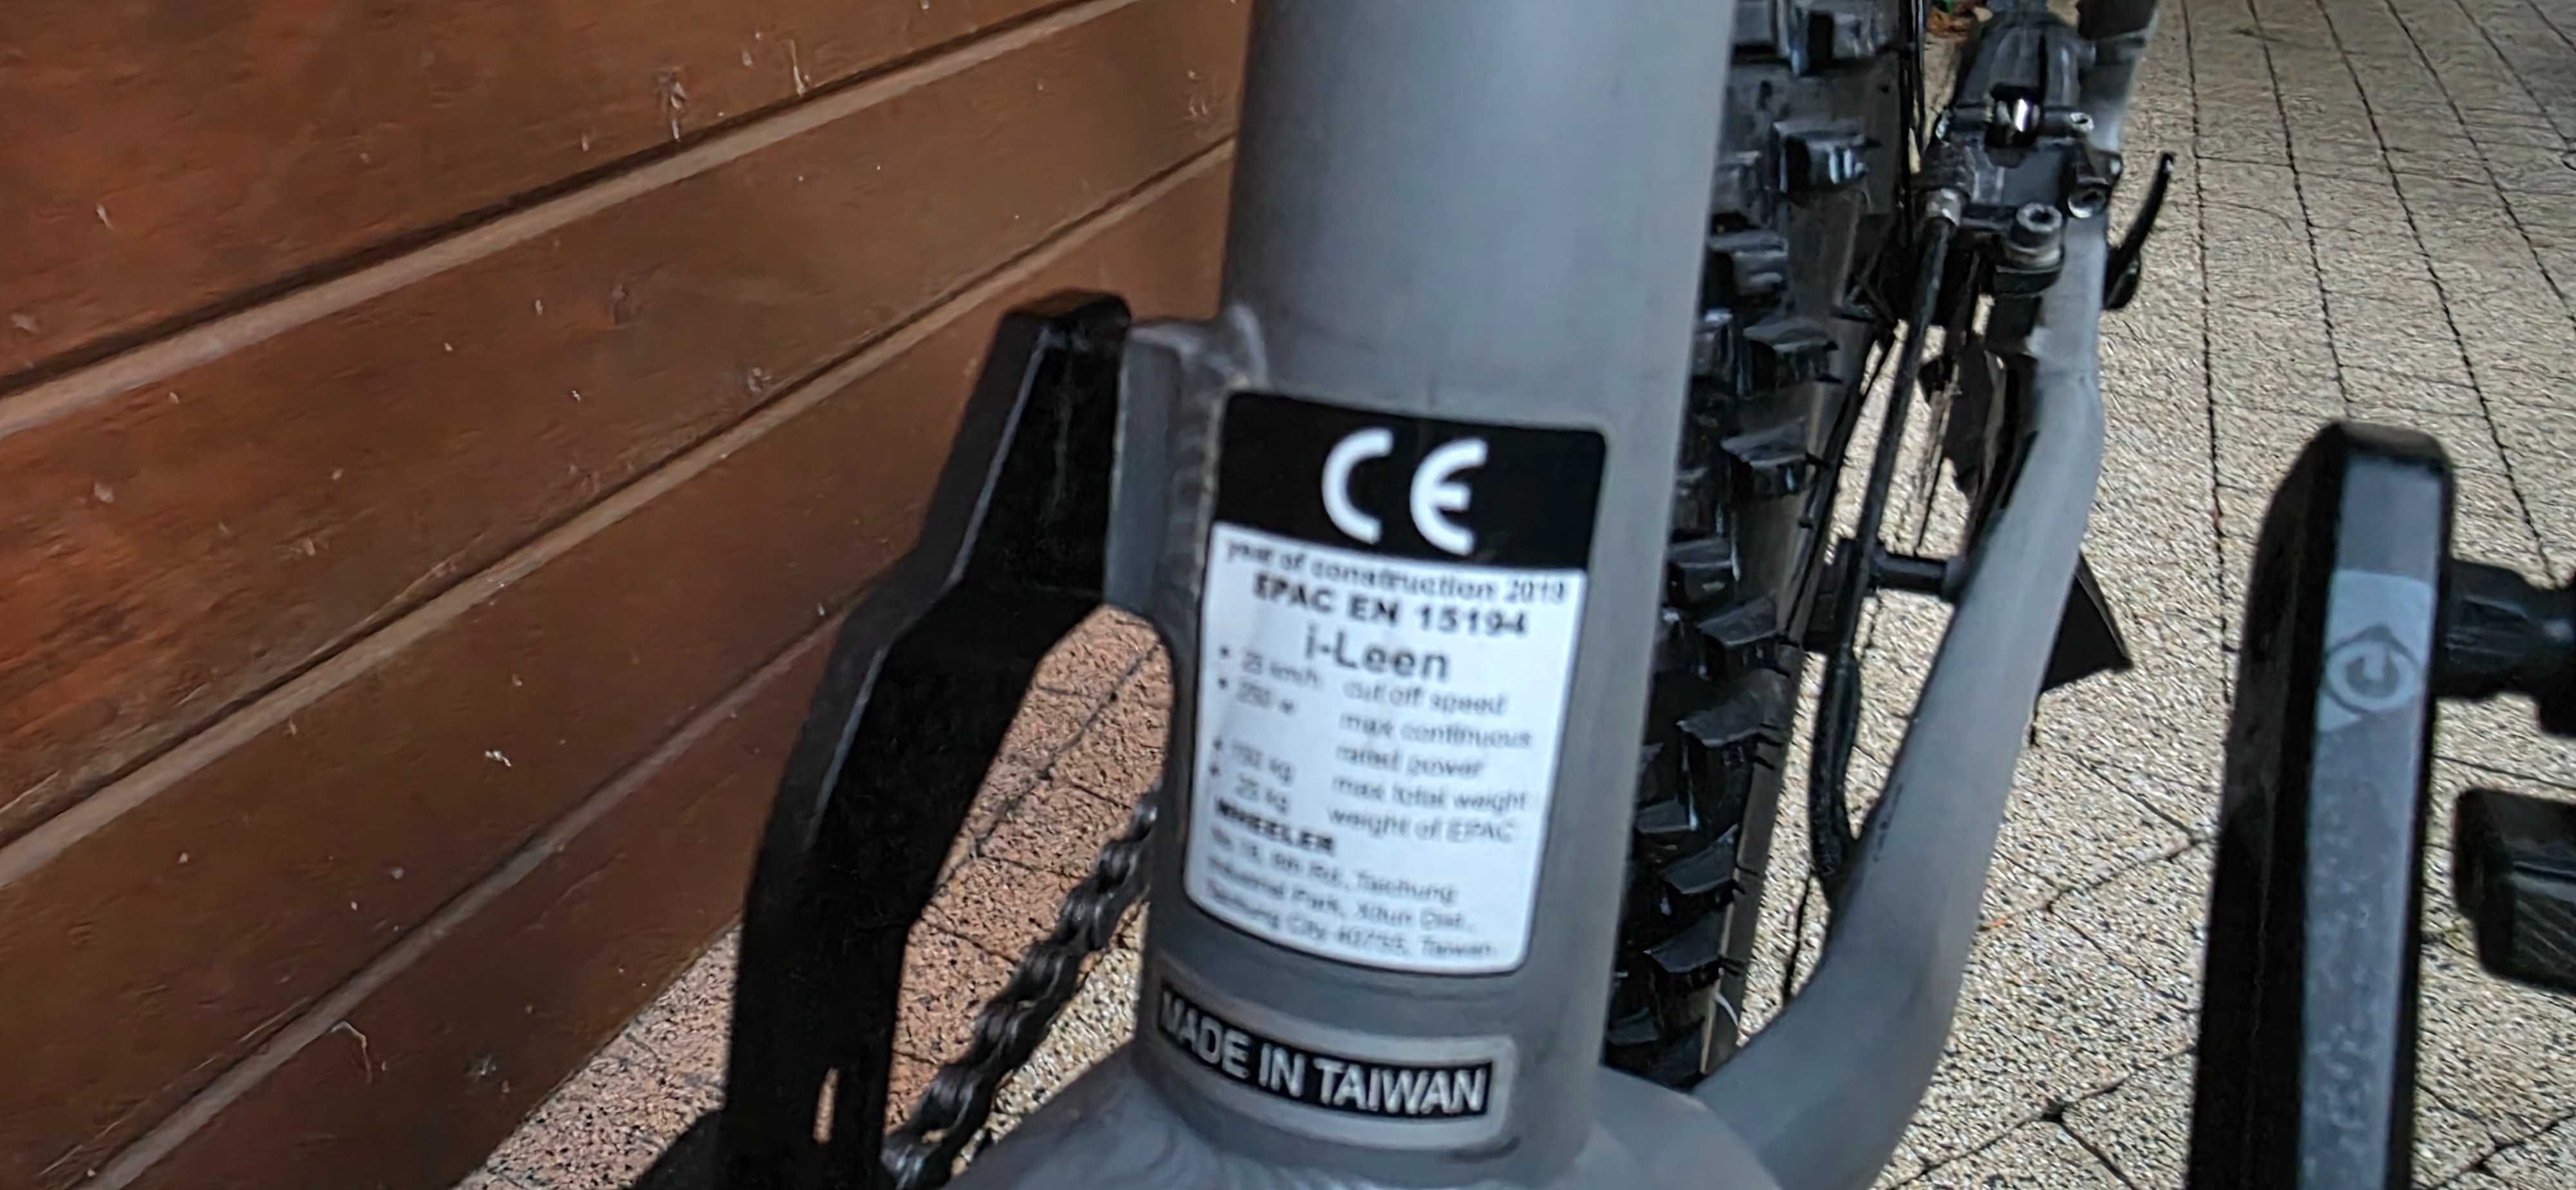 CE
year of construction 2019
EPAC EN 15194
i-Leen
• 25 km/h cut off speed
• 250 w max continuous
rated power
kg max total weight
• 25 kg weight of EPAC
WHEELER
Rd., Taichung
Industrial Park, Xitun Dist.,
Taichung City Taiwan
MADE IN TAIWAN